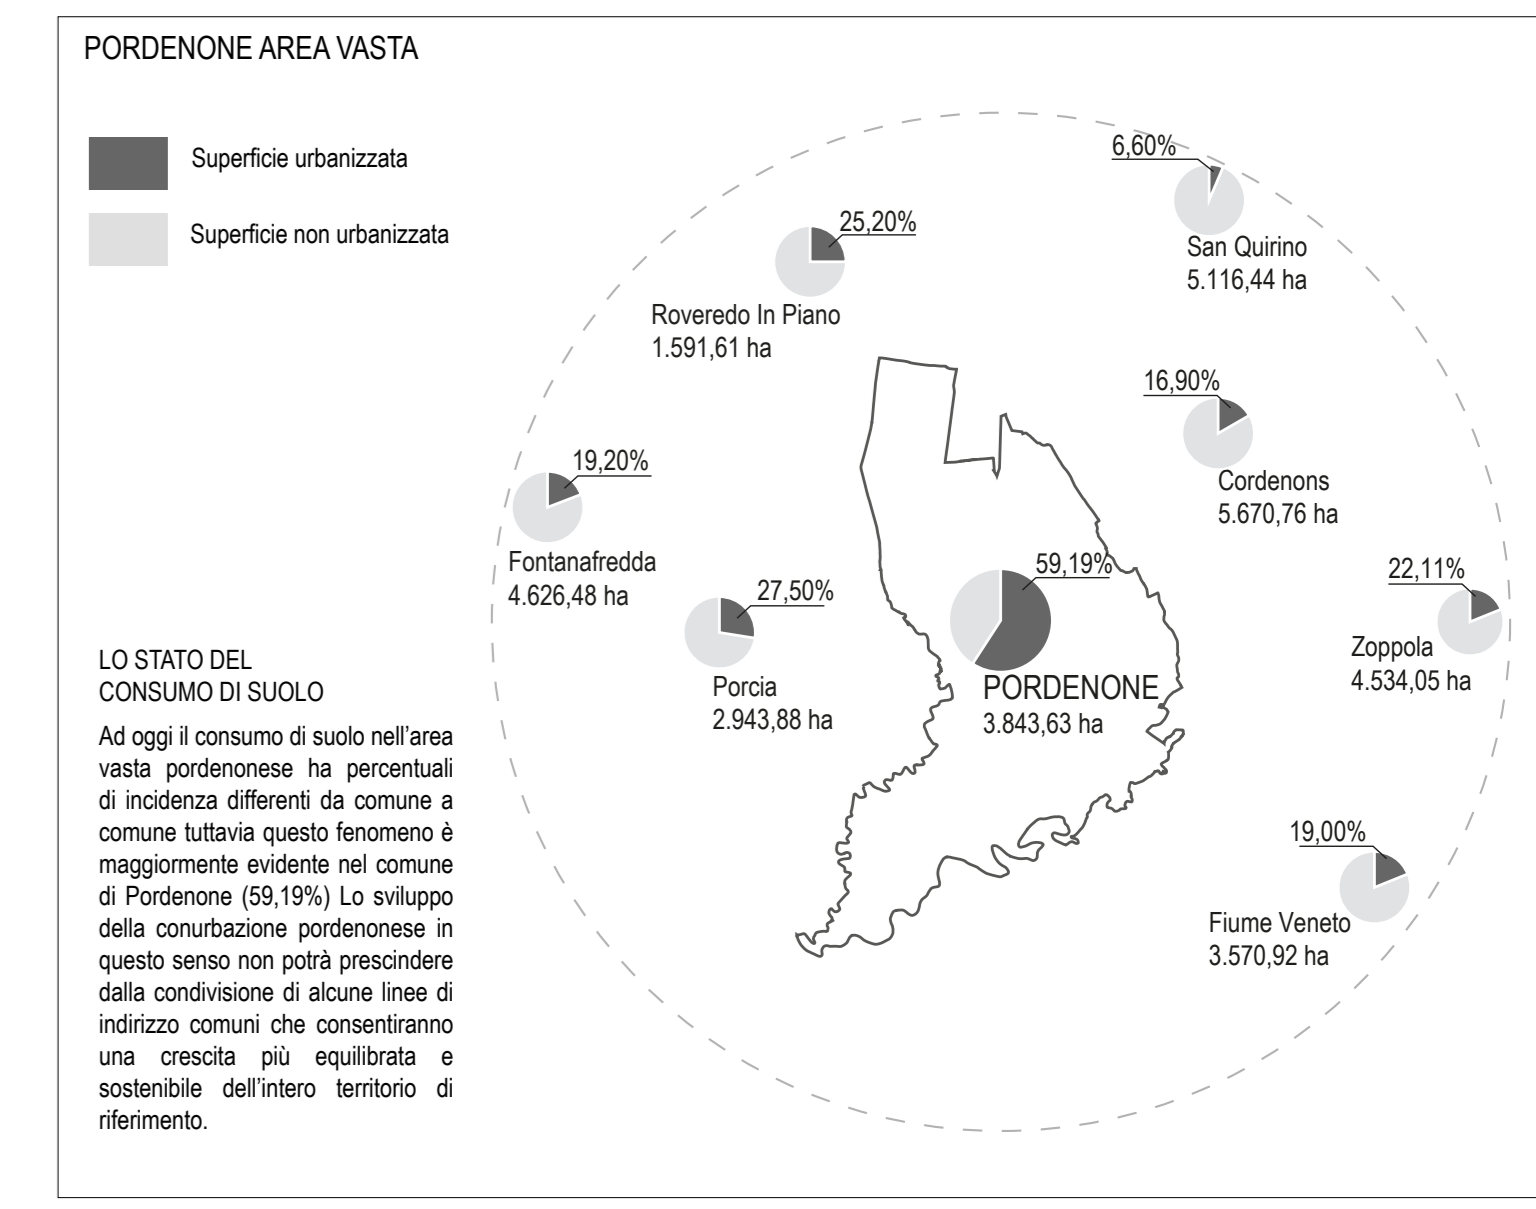 PORDENONE AREA VASTA
Superficie urbanizzata
Superficie non urbanizzata
6,60%
San Quirino
5.116,44 ha
25,20%
Roveredo In Piano
1.591,61 ha
16,90%
Cordenons
5.670,76 ha
19,20%
Fontanafredda
4.626,48 ha
27,50%
Porcia
2.943,88 ha
59,19%
PORDENONE
3.843,63 ha
22,11%
Zoppola
4.534,05 ha
19,00%
Fiume Veneto
3.570,92 ha
LO STATO DEL
CONSUMO DI SUOLO
Ad oggi il consumo di suolo nell'area
vasta pordenonese ha percentuali
di incidenza differenti da comune a
comune tuttavia questo fenomeno è
maggiormente evidente nel comune
di Pordenone (59,19%) Lo sviluppo
della conurbazione pordenonese in
questo senso non potrà prescindere
dalla condivisione di alcune linee di
indirizzo comuni che consentiranno
una crescita più equilibrata e
sostenibile dell'intero territorio di
riferimento.